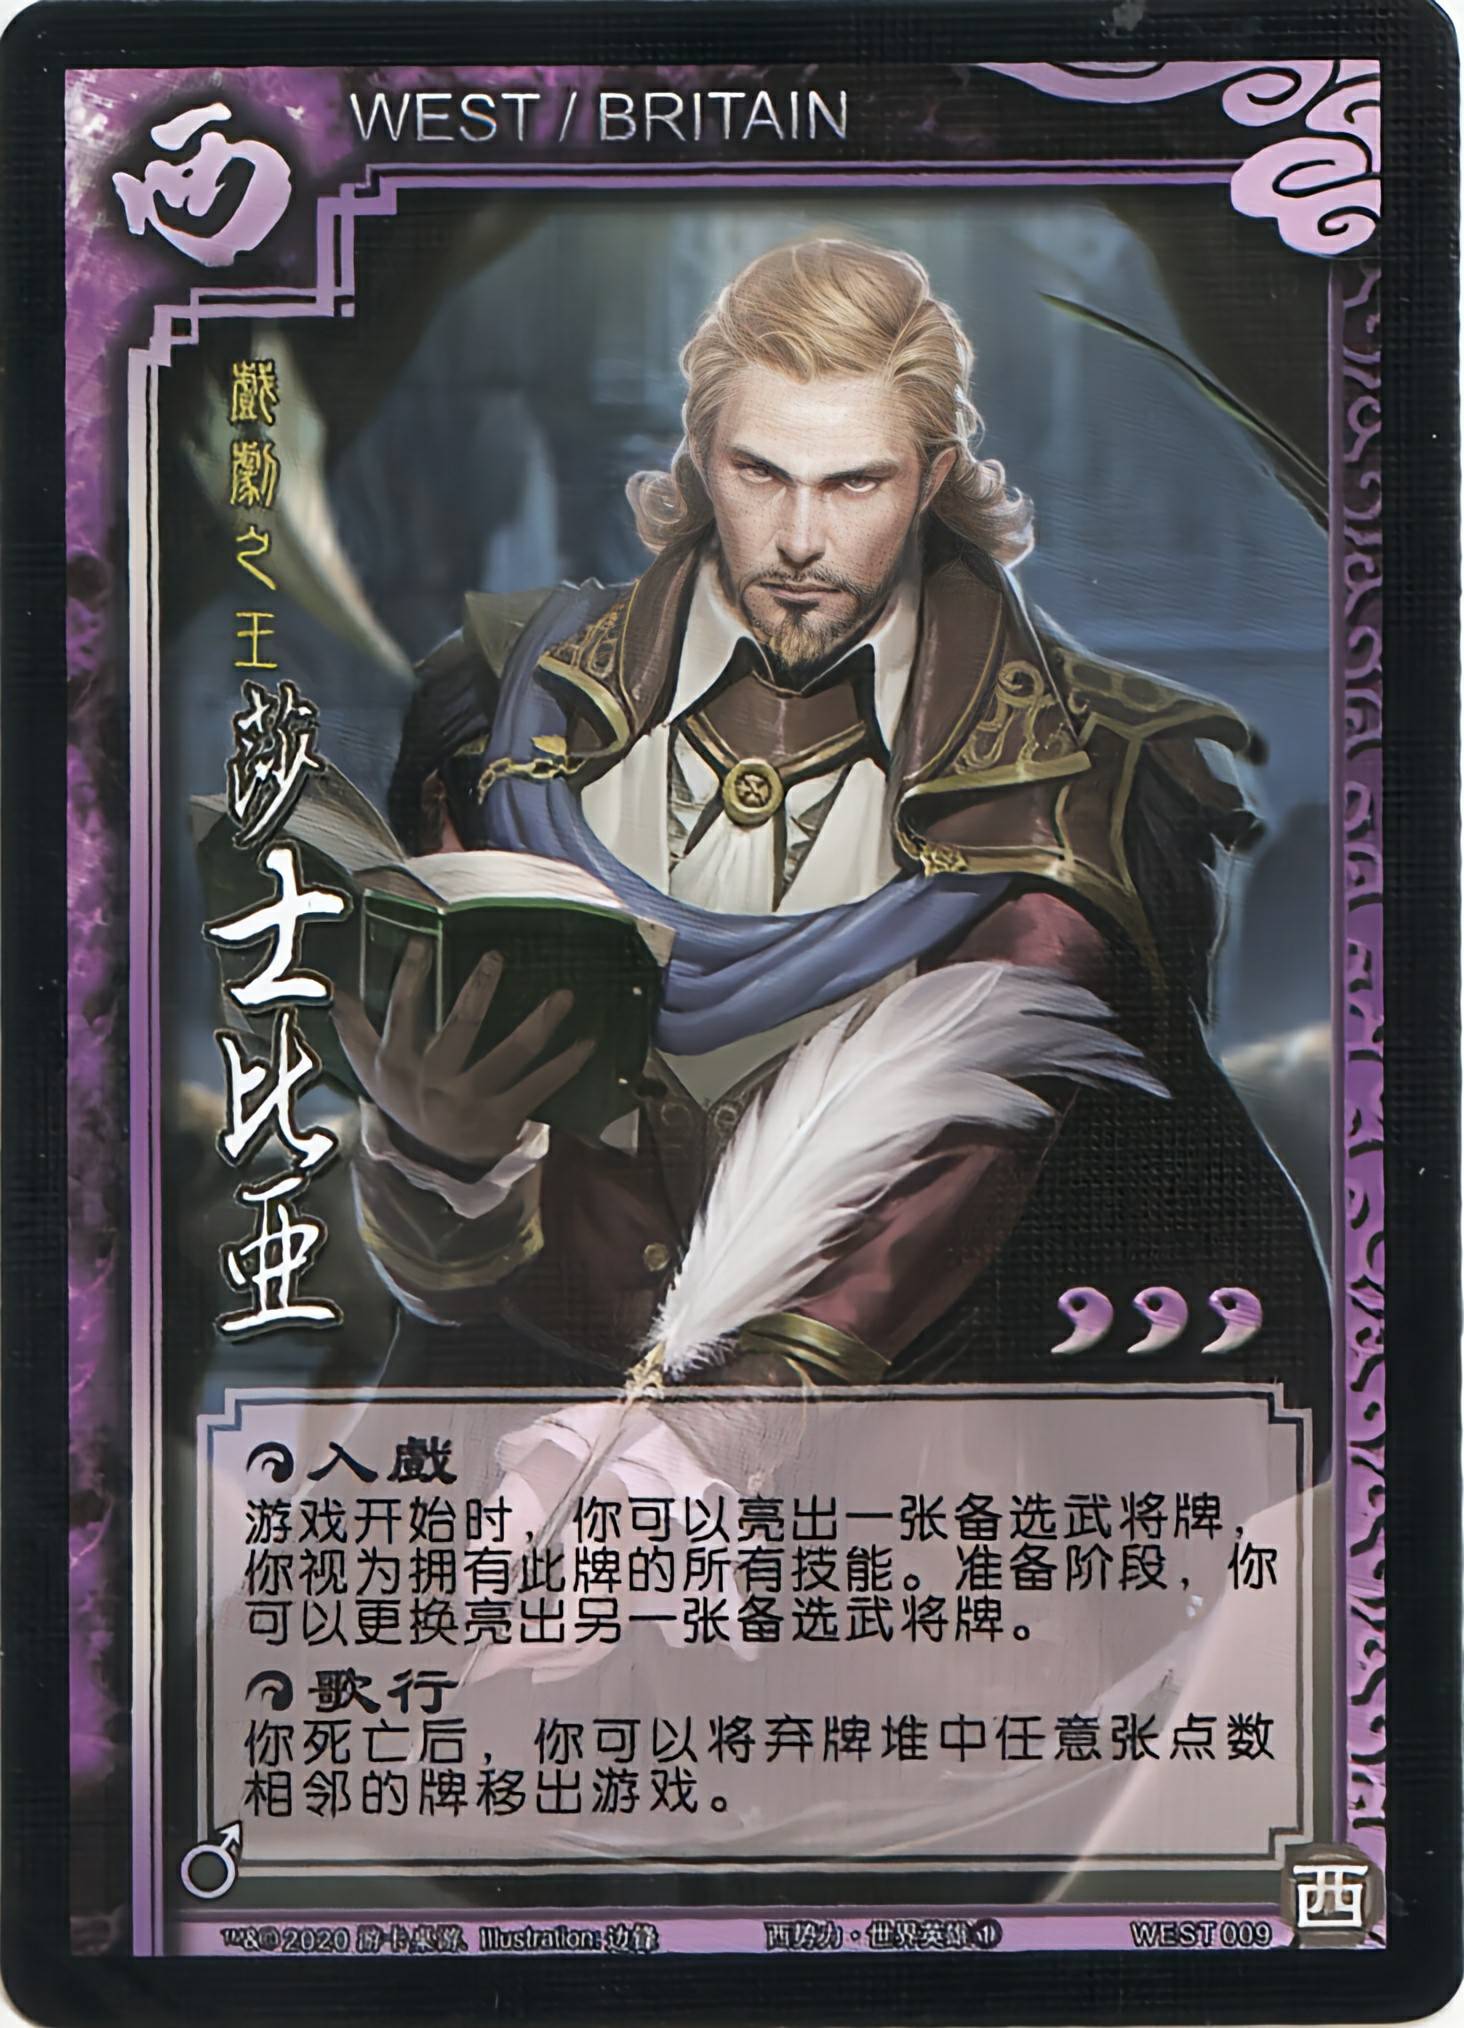 西
WEST / BRITAIN
戲劇之王
莎士比亚
入戲
游戏开始时，你可以亮出一张备选武将牌，
你视为拥有此牌的所有技能。准备阶段，你
可以更换亮出另一张备选武将牌。
歌行
你死亡后，你可以将弃牌堆中任意张点数
相邻的牌移出游戏。
™&© 2020 游卡桌游. Illustration: 边锋
西势力·世界英雄①
WEST 009
西